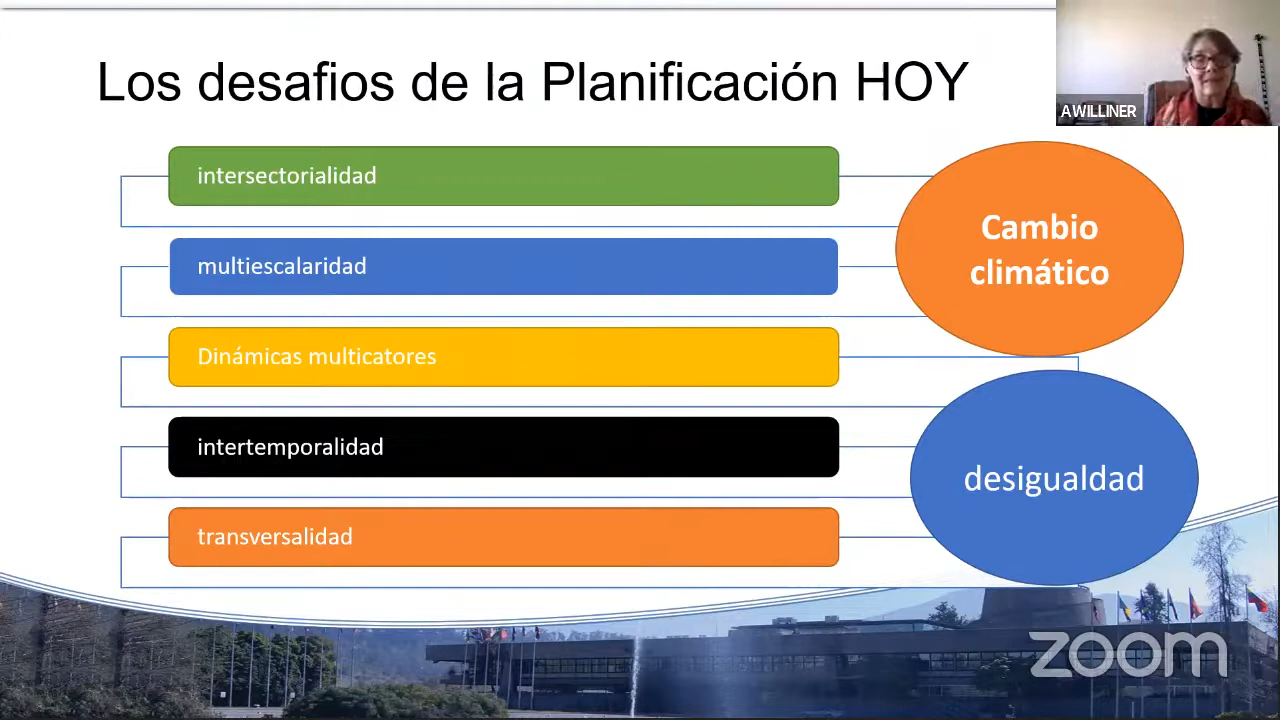 Los desafios de la Planificación HOY
A WILLINER
intersectorialidad
multiescalaridad
Dinámicas multicatores
intertemporalidad
transversalidad
Cambio
climático
desigualdad
zoom